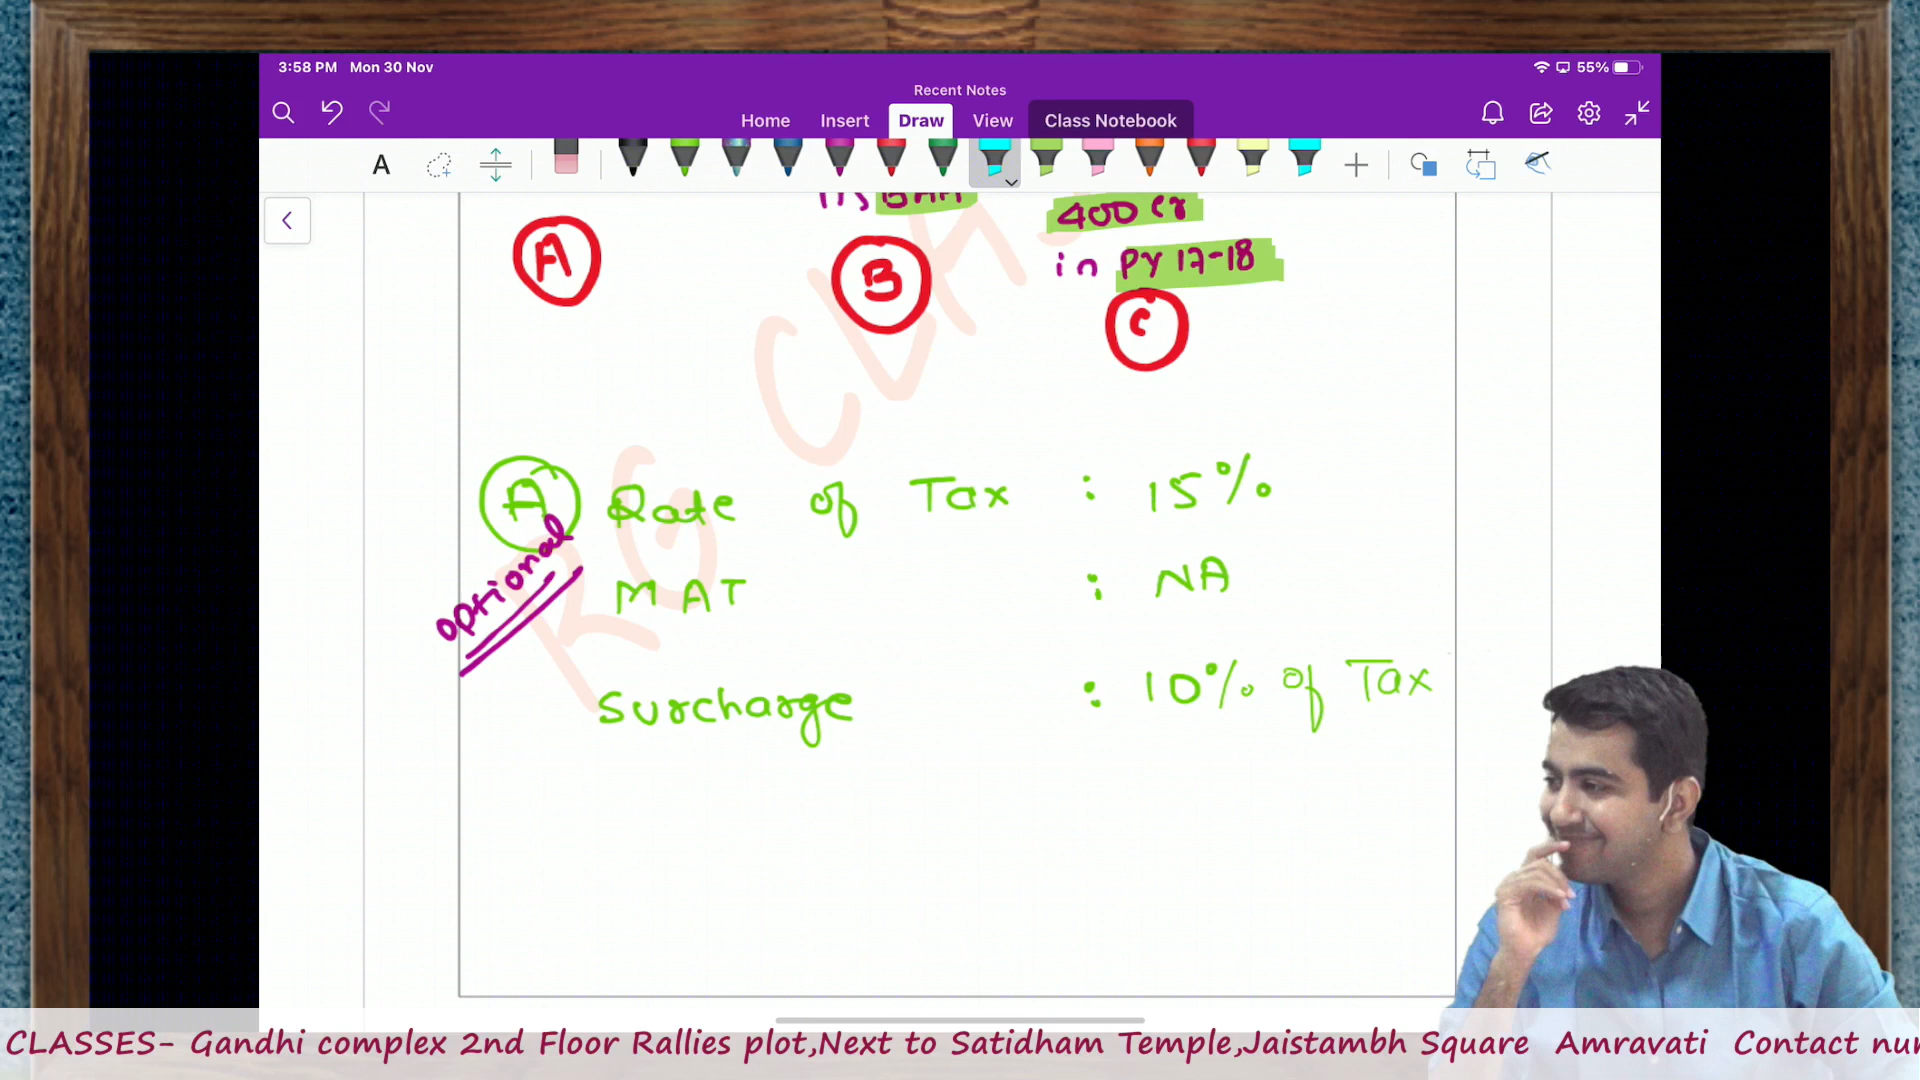 3:58 PM Mon 30 Nov
55%
Recent Notes
Home Insert Draw View Class Notebook
A
400 Cr
in PY 17-18
A
B
C
RG CLA
A Rate of Tax : 15%
optional
MAT : NA
Surcharge : 10% of Tax
CLASSES- Gandhi complex 2nd Floor Rallies plot,Next to Satidham Temple,Jaistambh Square Amravati Contact